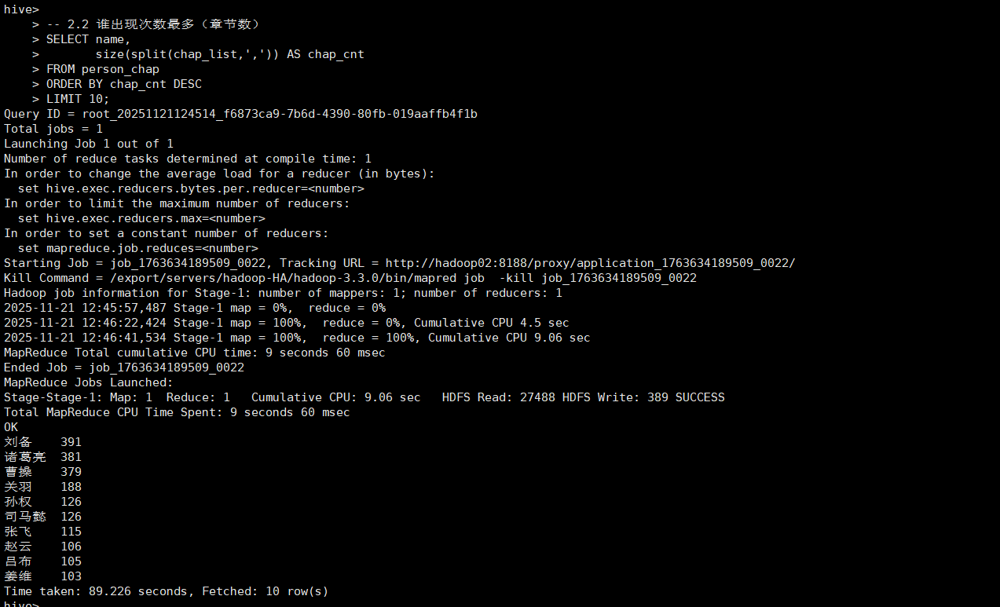 hive>
    > -- 2.2 谁出现次数最多（章节数）
    > SELECT name,
    >        size(split(chap_list,',')) AS chap_cnt
    > FROM person_chap
    > ORDER BY chap_cnt DESC
    > LIMIT 10;
Query ID = root_20251121124514_f6873ca9-7b6d-4390-80fb-019aaffb4f1b
Total jobs = 1
Launching Job 1 out of 1
Number of reduce tasks determined at compile time: 1
In order to change the average load for a reducer (in bytes):
  set hive.exec.reducers.bytes.per.reducer=<number>
In order to limit the maximum number of reducers:
  set hive.exec.reducers.max=<number>
In order to set a constant number of reducers:
  set mapreduce.job.reduces=<number>
Starting Job = job_1763634189509_0022, Tracking URL = http://hadoop02:8188/proxy/application_1763634189509_0022/
Kill Command = /export/servers/hadoop-HA/hadoop-3.3.0/bin/mapred job  -kill job_1763634189509_0022
Hadoop job information for Stage-1: number of mappers: 1; number of reducers: 1
2025-11-21 12:45:57,487 Stage-1 map = 0%,  reduce = 0%
2025-11-21 12:46:22,424 Stage-1 map = 100%,  reduce = 0%, Cumulative CPU 4.5 sec
2025-11-21 12:46:41,534 Stage-1 map = 100%,  reduce = 100%, Cumulative CPU 9.06 sec
MapReduce Total cumulative CPU time: 9 seconds 60 msec
Ended Job = job_1763634189509_0022
MapReduce Jobs Launched:
Stage-Stage-1: Map: 1  Reduce: 1   Cumulative CPU: 9.06 sec   HDFS Read: 27488 HDFS Write: 389 SUCCESS
Total MapReduce CPU Time Spent: 9 seconds 60 msec
OK
刘备    391
诸葛亮  381
曹操    379
关羽    188
孙权    126
司马懿  126
张飞    115
赵云    106
吕布    105
姜维    103
Time taken: 89.226 seconds, Fetched: 10 row(s)
hive>